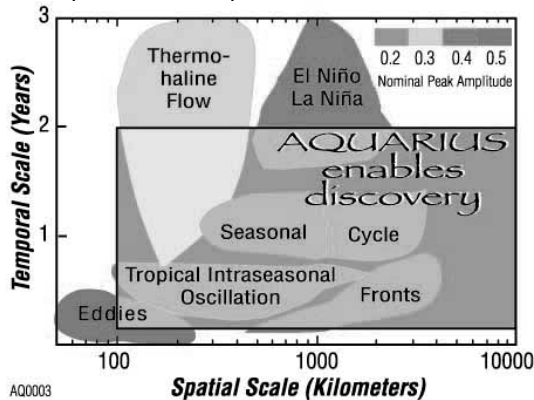 3
Thermo-
haline
Flow
El Niño
La Niña
0.2 0.3 0.4 0.5
Nominal Peak Amplitude
2
AQUARIUS
enables
discovery
Temporal Scale (Years)
1
Seasonal Cycle
Tropical Intraseasonal
Oscillation
Fronts
Eddies
100 1000 10000
AQ0003
Spatial Scale (Kilometers)